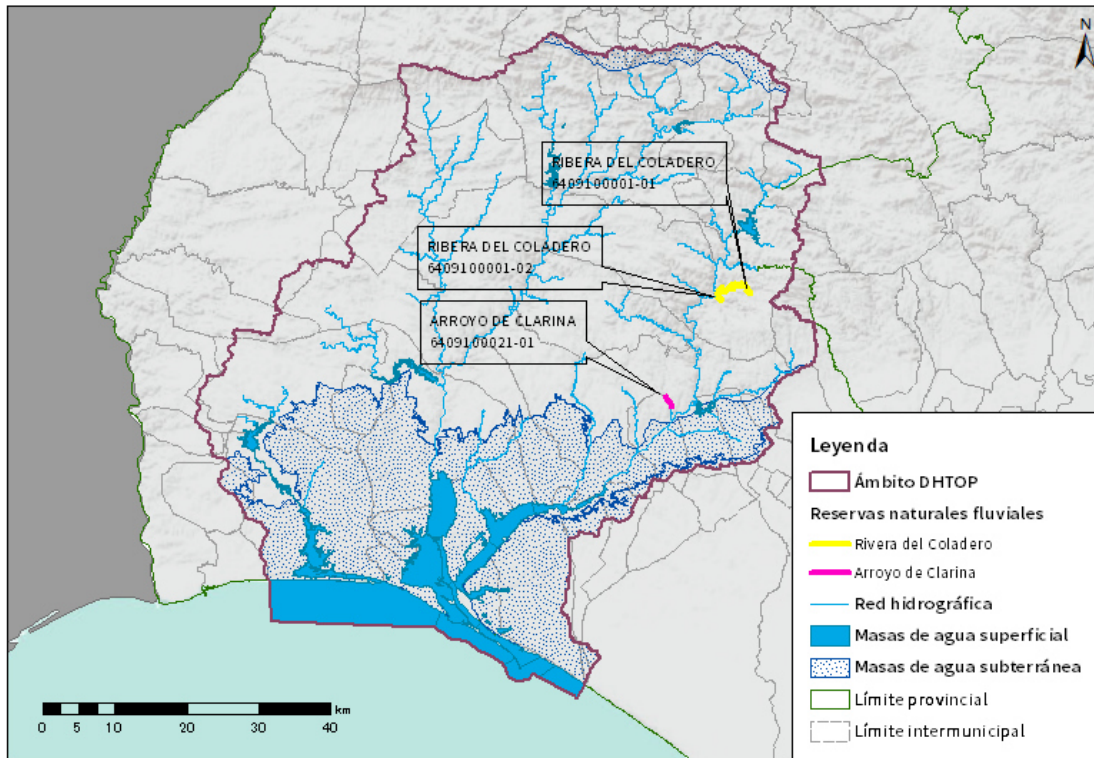 N
RIBERA DEL COLADERO
6409100001-01
RIBERA DEL COLADERO
6409100001-02
ARROYO DE CLARINA
6409100021-01
Leyenda
Ámbito DHTOP
Reservas naturales fluviales
Rivera del Coladero
Arroyo de Clarina
Red hidrográfica
Masas de agua superficial
Masas de agua subterránea
Límite provincial
Límite intermunicipal
km
0 5 10 20 30 40